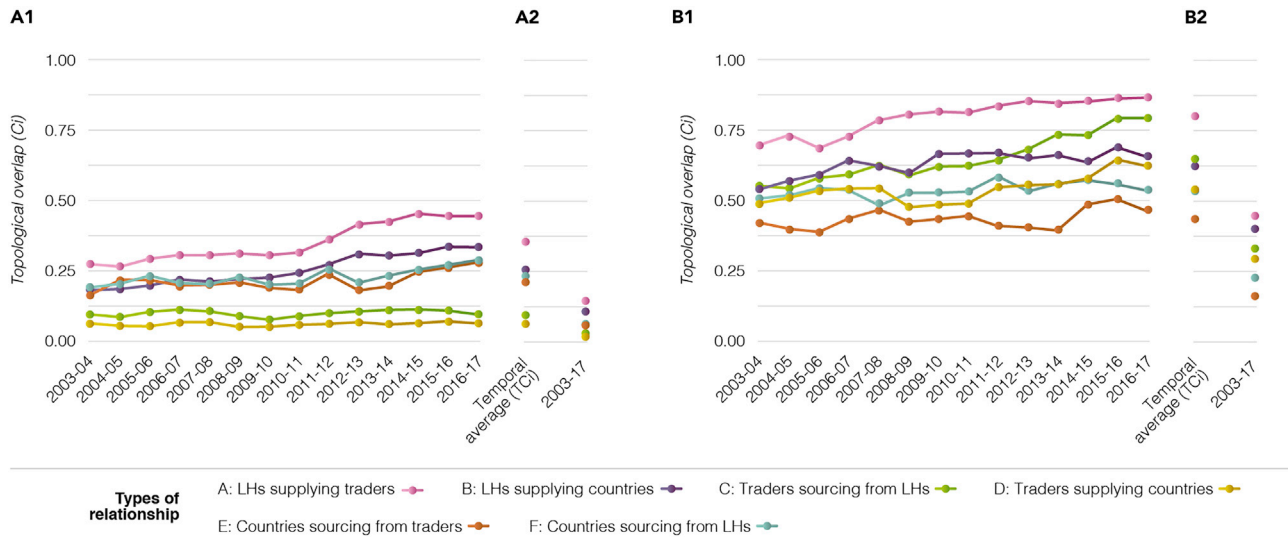 A1
A2
B1
B2
Topological overlap (Ci)
1.00
0.75
0.50
0.25
0.00
2003-04
2004-05
2005-06
2006-07
2007-08
2008-09
2009-10
2010-11
2011-12
2012-13
2013-14
2014-15
2015-16
2016-17
Temporal
average (TCi)
2003-17
Topological overlap (Ci)
1.00
0.75
0.50
0.25
0.00
2003-04
2004-05
2005-06
2006-07
2007-08
2008-09
2009-10
2010-11
2011-12
2012-13
2013-14
2014-15
2015-16
2016-17
Temporal
average (TCi)
2003-17
Types of
relationship
A: LHs supplying traders
B: LHs supplying countries
C: Traders sourcing from LHs
D: Traders supplying countries
E: Countries sourcing from traders
F: Countries sourcing from LHs